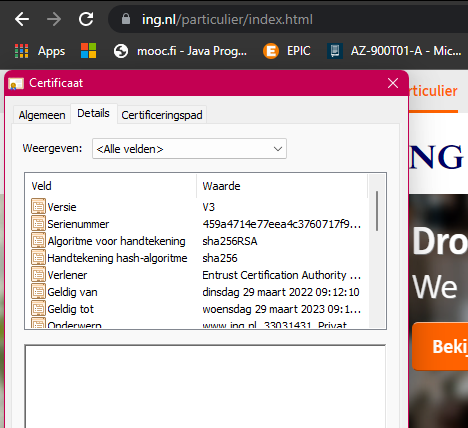 ing.nl/particulier/index.html
Apps mooc.fi - Java Prog... EPIC AZ-900T01-A - Mic...
Certificaat
rticulier
Algemeen Details Certificeringspad
Weergeven: <Alle velden>
NG
Veld Waarde
Versie V3
Serienummer 459a4714e77eea4c3760717f9...
Algoritme voor handtekening sha256RSA
Handtekening hash-algoritme sha256
Verlener Entrust Certification Authority ...
Geldig van dinsdag 29 maart 2022 09:12:10
Geldig tot woensdag 29 maart 2023 09:1...
Onderwerp www.ing.nl, 33031431, Privat...
Dro
We
Bekij